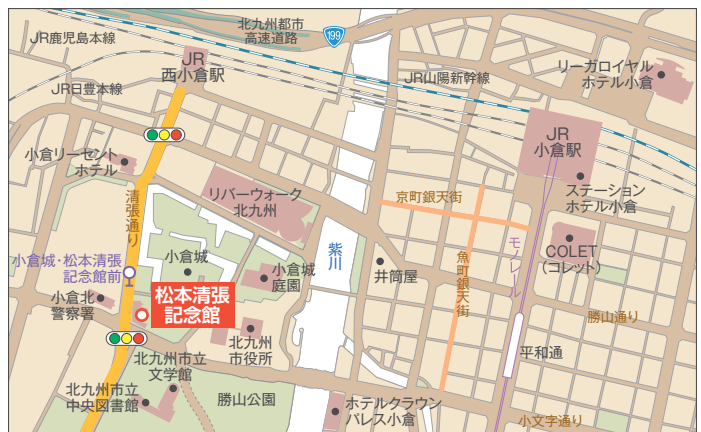 北九州都市
高速道路
199
JR鹿児島本線
JR
西小倉駅
JR日豊本線
JR山陽新幹線
リーガロイヤル
ホテル小倉
JR
小倉駅
小倉リーセント
ホテル
清張通り
リバーウォーク
北九州
京町銀天街
ステーション
ホテル小倉
小倉城・松本清張
記念館前
小倉城
小倉城
庭園
紫川
井筒屋
魚町銀天街
モノレール
COLET
（コレット）
小倉北
警察署
松本清張
記念館
北九州
市役所
勝山通り
平和通
北九州市立
文学館
北九州市立
中央図書館
勝山公園
ホテルクラウン
パレス小倉
小文字通り